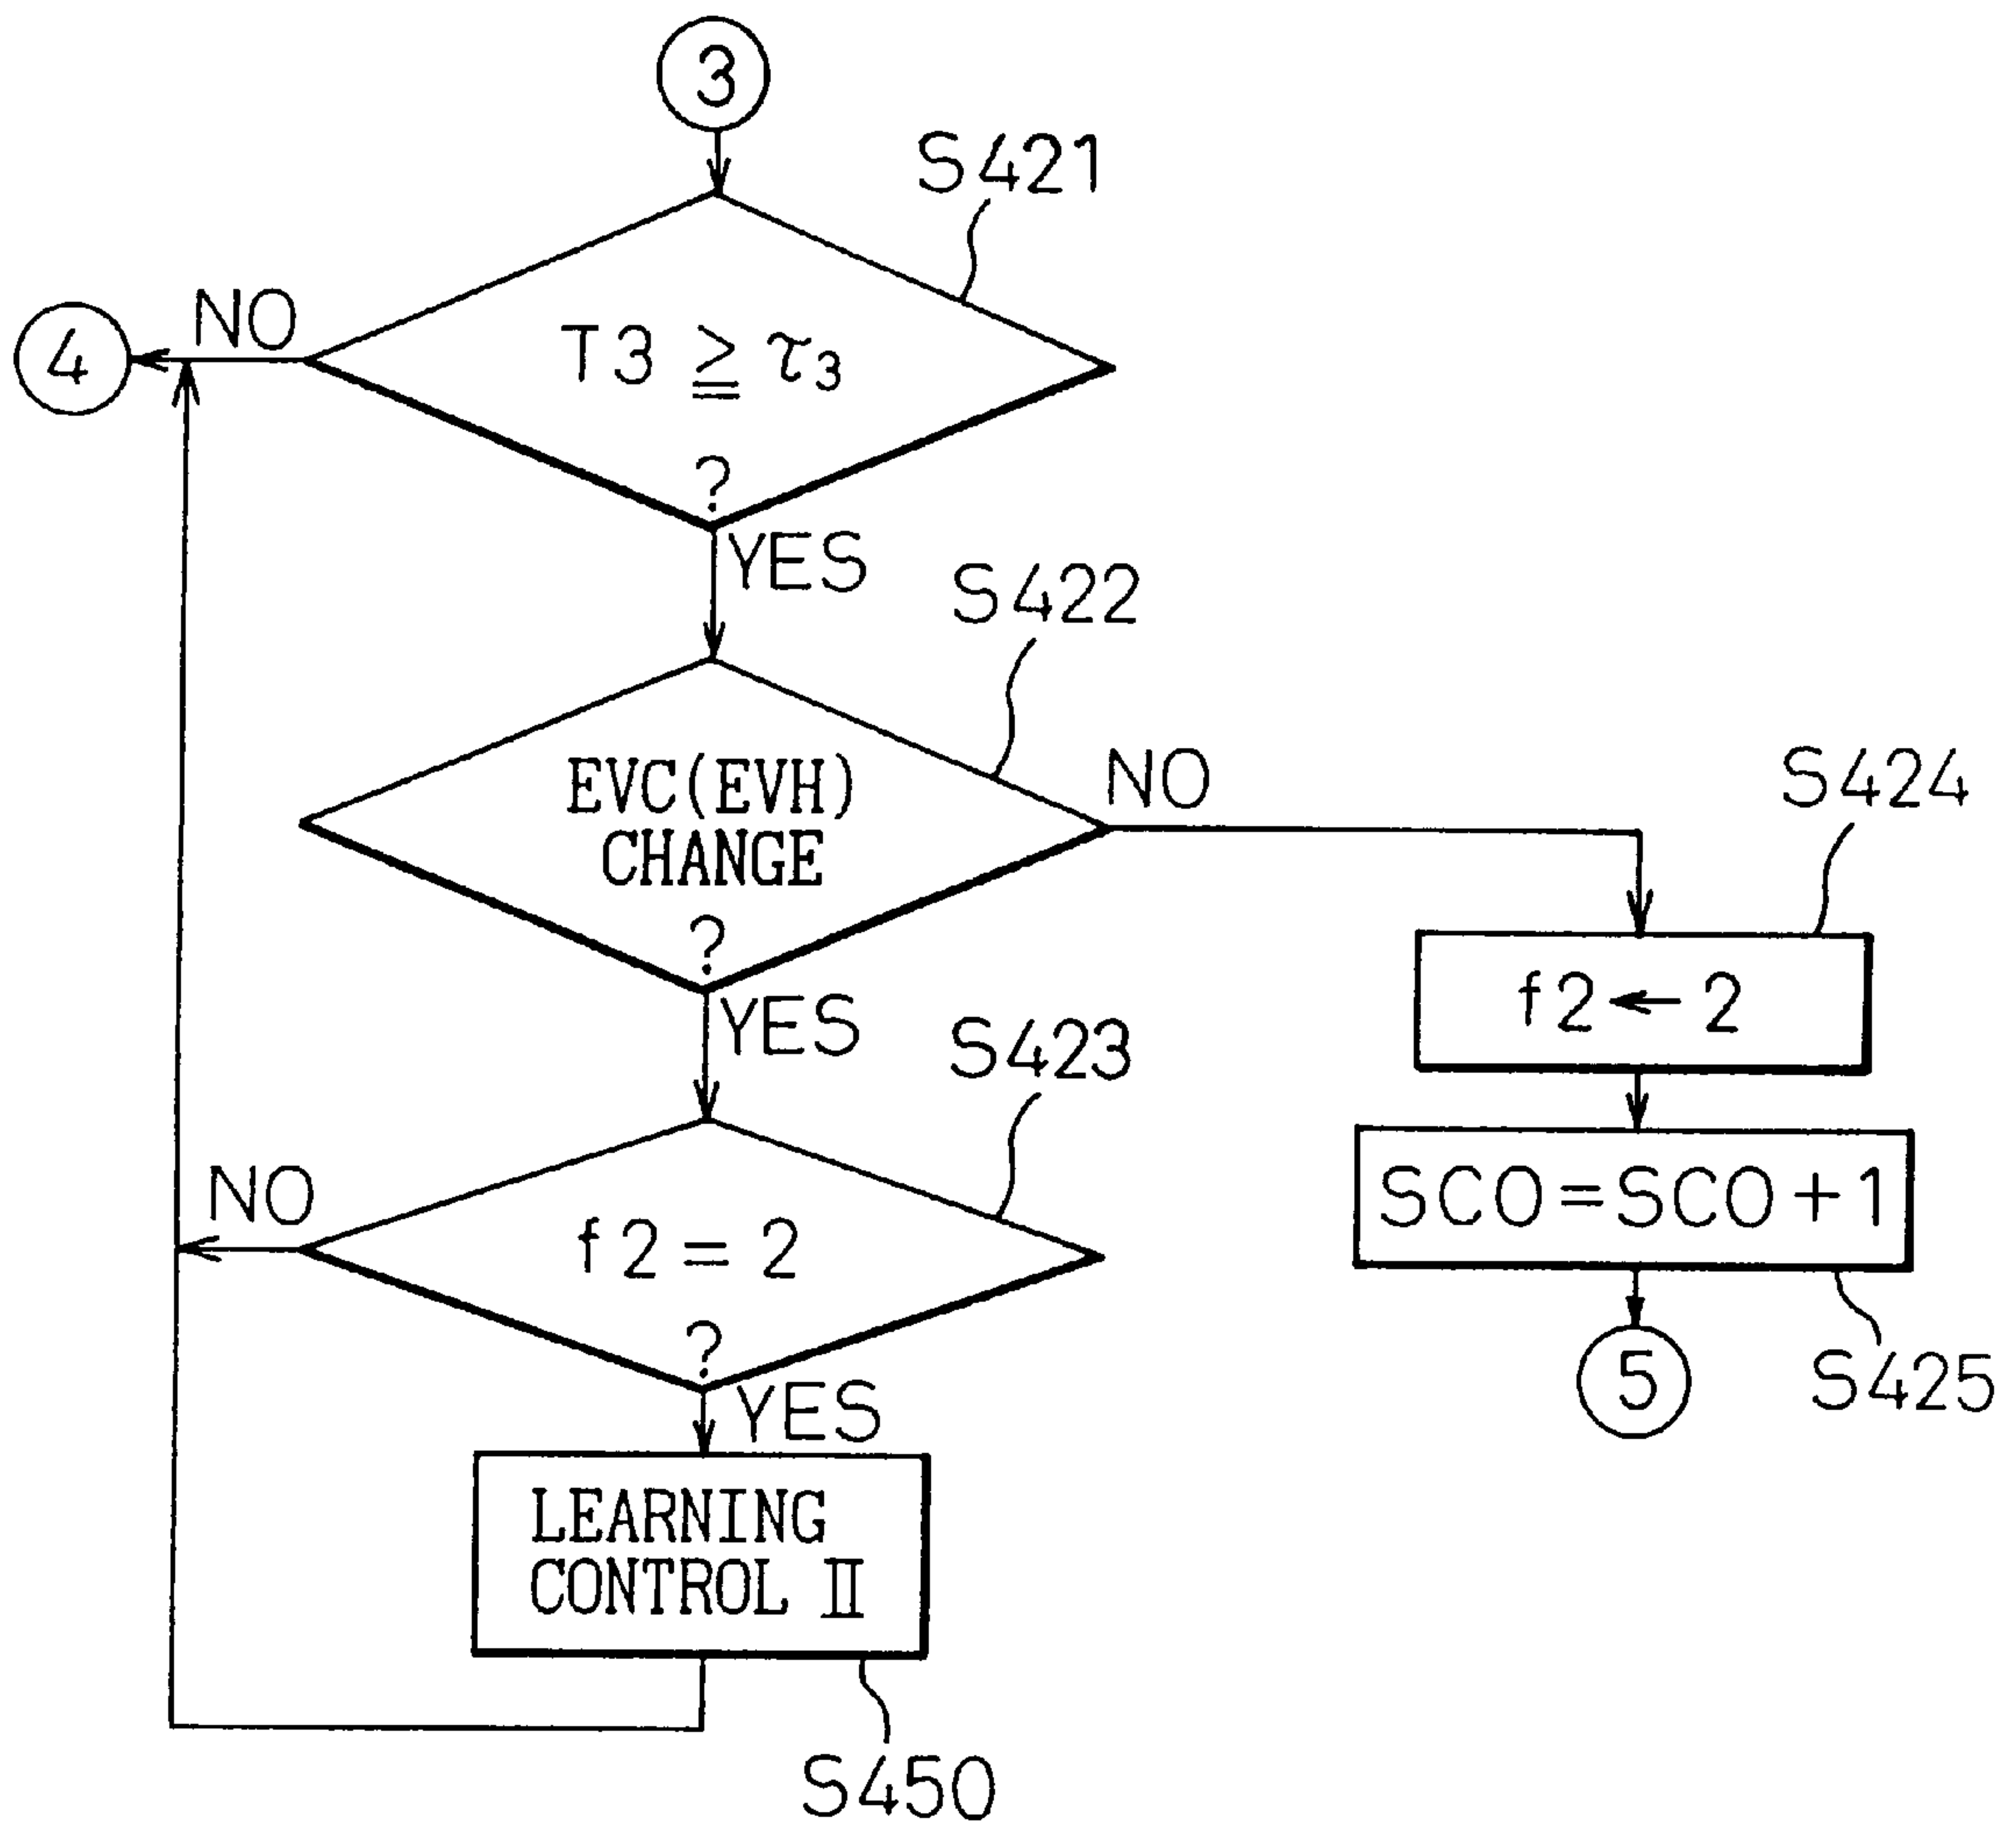 3
S421
4
NO
T3 ≧ τ3
?
YES
S422
EVC(EVH)
CHANGE
?
NO
S424
YES
f2 ← 2
S423
SCO=SCO+1
NO
f2=2
?
5
S425
YES
LEARNING
CONTROL II
S450